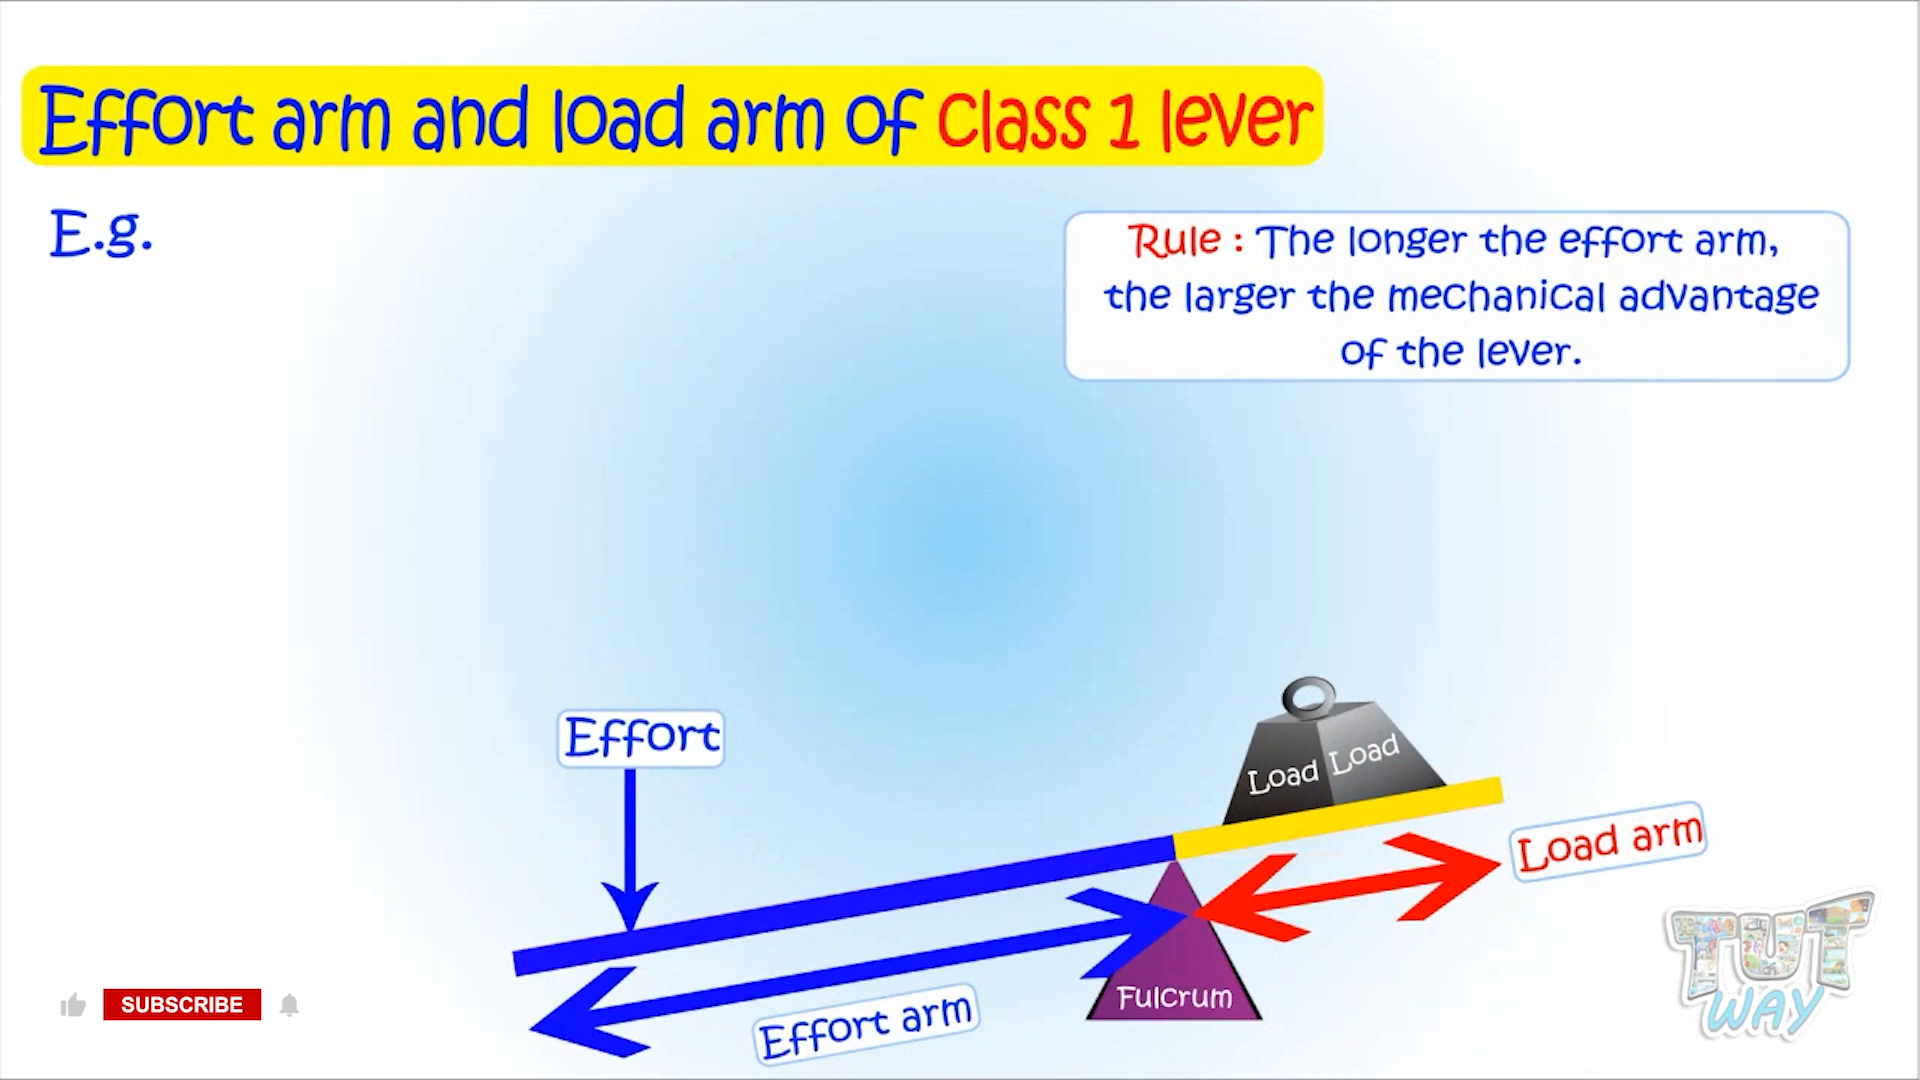 Effort arm and load arm of Class 1 lever
E.g.
Rule : The longer the effort arm,
the larger the mechanical advantage
of the lever.
Effort
Load Load
Load arm
Fulcrum
Effort arm
SUBSCRIBE
TUT
WAY